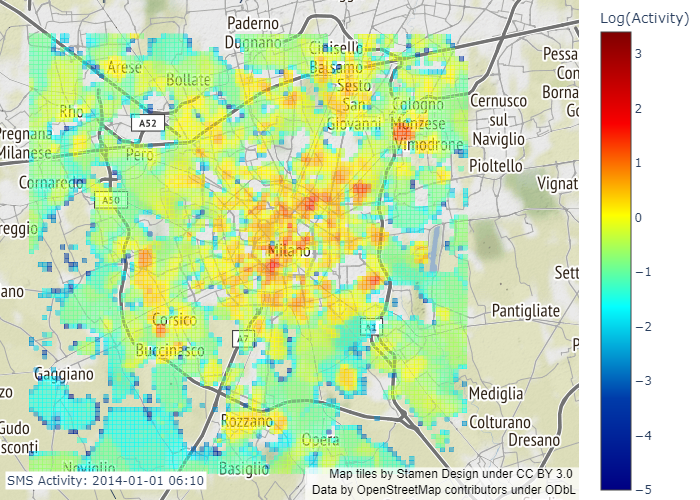 Log(Activity)
Paderno
Dugnano
Cinisello
Balsamo
Sesto
San
Giovanni
Arese
Bollate
Rho
A52
Pero
Pregnana
Milanese
Cornaredo
A50
reggio
ano
Cologno
Monzese
Vimodrone
Cernusco
sul
Naviglio
Pioltello
Pessa
Con
Borna
Go
Vignat
Milano
Sett
Pantigliate
P
Corsico
Buccinasco
A7
A1
Gaggiano
zo
Gudo
sconti
Rozzano
Opera
Mediglia
Colturano
Dresano
Noviglio
Basiglio
SMS Activity: 2014-01-01 06:10
Map tiles by Stamen Design under CC BY 3.0
Data by OpenStreetMap contributors under ODbL
3
2
1
0
−1
−2
−3
−4
−5